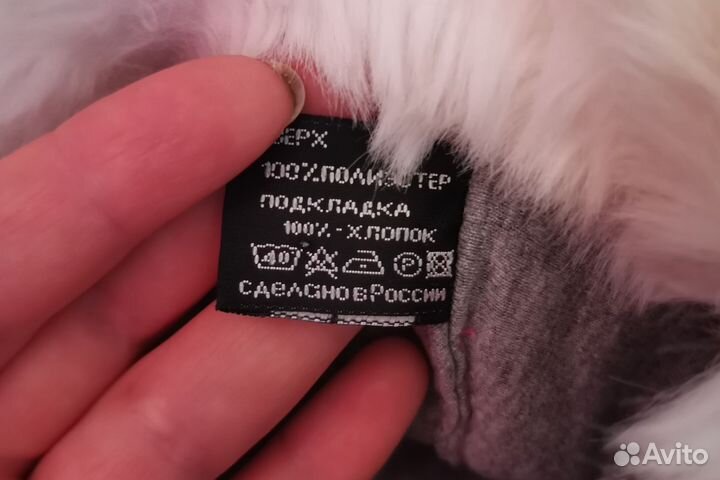 ВЕРХ
100% ПОЛИЭСТЕР
ПОДКЛАДКА
100% - ХЛОПОК
40 P
СДЕЛАНО В РОССИИ
Avito